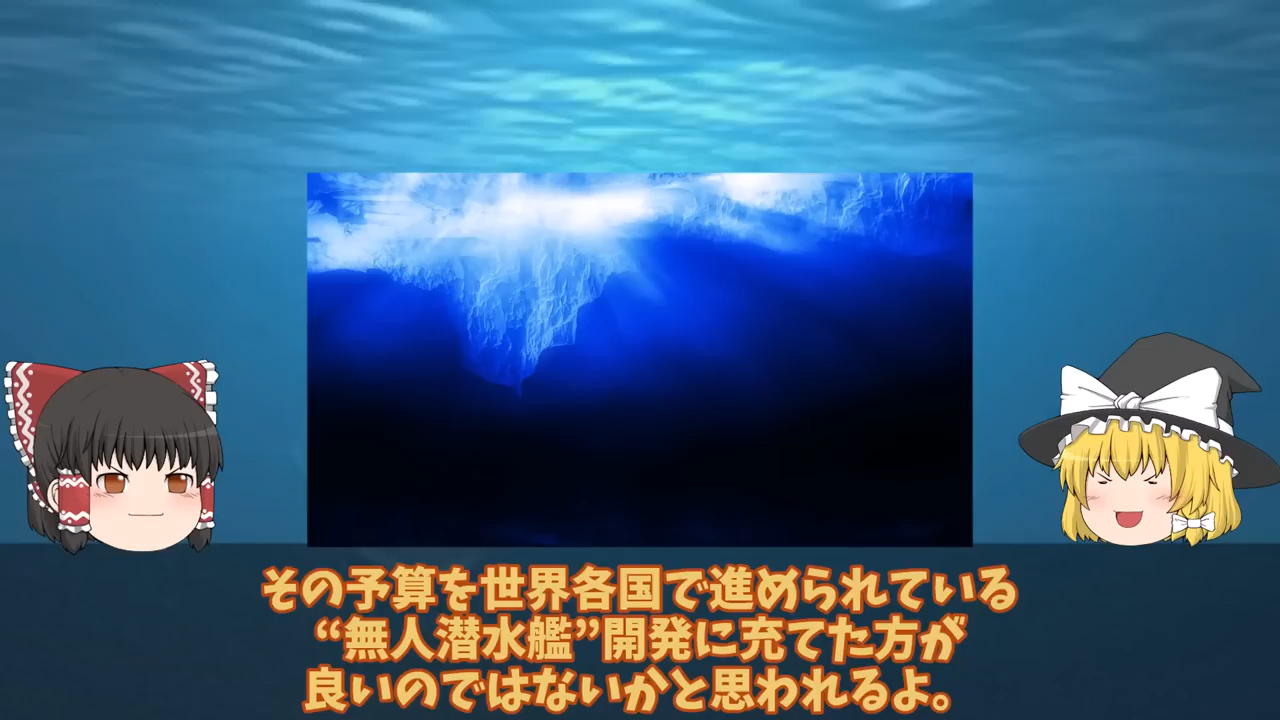 その予算を世界各国で進められている
“無人潜水艦”開発に充てた方が
良いのではないかと思われるよ。